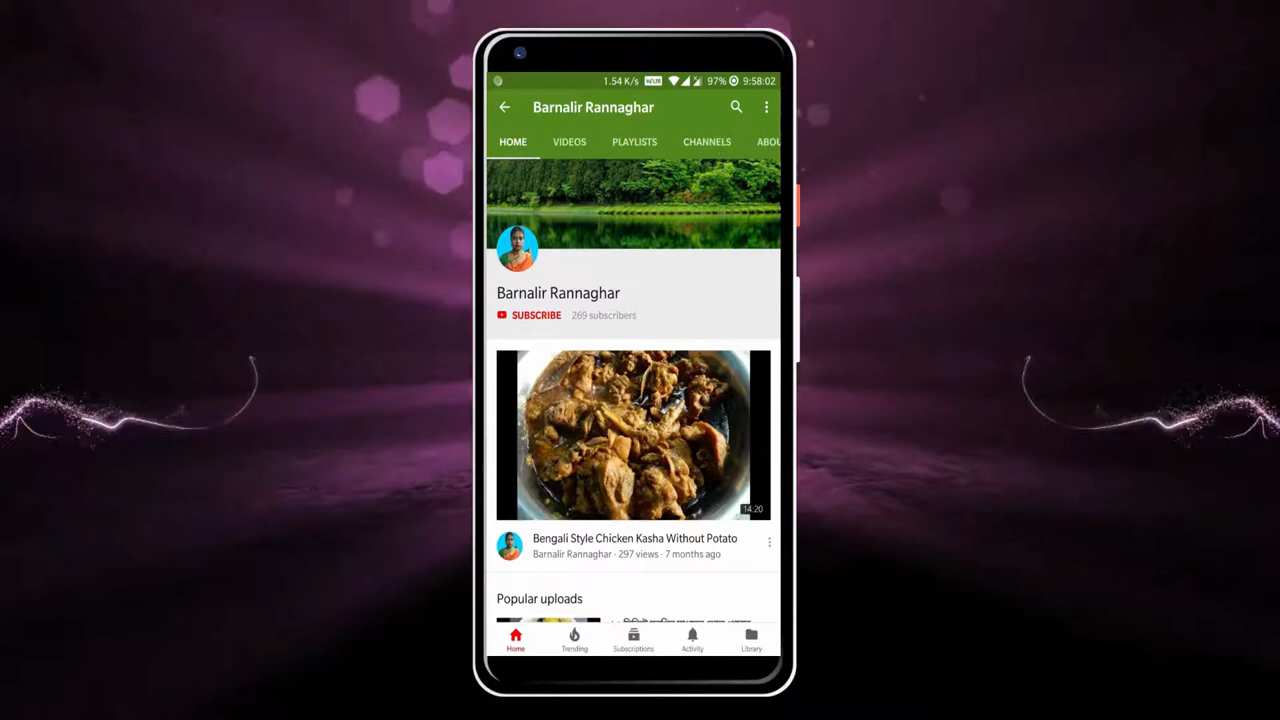 1.54 K/s VoLTE 97% 9:58:02
Barnalir Rannaghar
HOME VIDEOS PLAYLISTS CHANNELS ABOU
Barnalir Rannaghar
SUBSCRIBE 269 subscribers
14:20
Bengali Style Chicken Kasha Without Potato
Barnalir Rannaghar · 297 views · 7 months ago
Popular uploads
Home Trending Subscriptions Activity Library